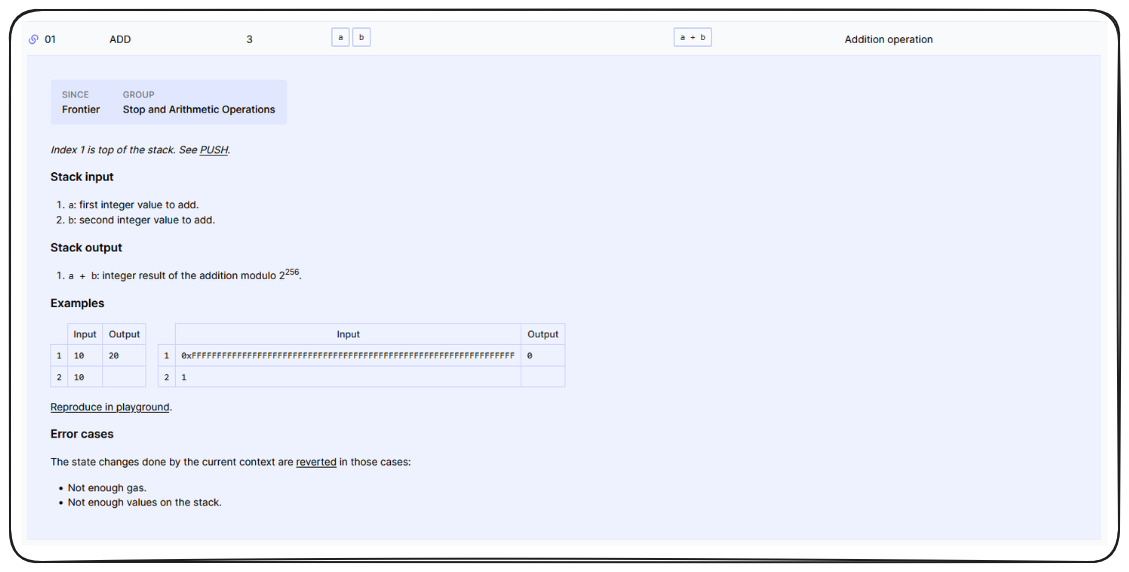 01 ADD 3 a b a + b Addition operation
SINCE GROUP
Frontier Stop and Arithmetic Operations
Index 1 is top of the stack. See PUSH.
Stack input
1. a: first integer value to add.
2. b: second integer value to add.
Stack output
1. a + b: integer result of the addition modulo 2^256.
Examples
Input Output Input Output
1 10 20 1 0xFFFFFFFFFFFFFFFFFFFFFFFFFFFFFFFFFFFFFFFFFFFFFFFFFFFFFFFFFFFFFFFF 0
2 10 2 1
Reproduce in playground.
Error cases
The state changes done by the current context are reverted in those cases:
• Not enough gas.
• Not enough values on the stack.